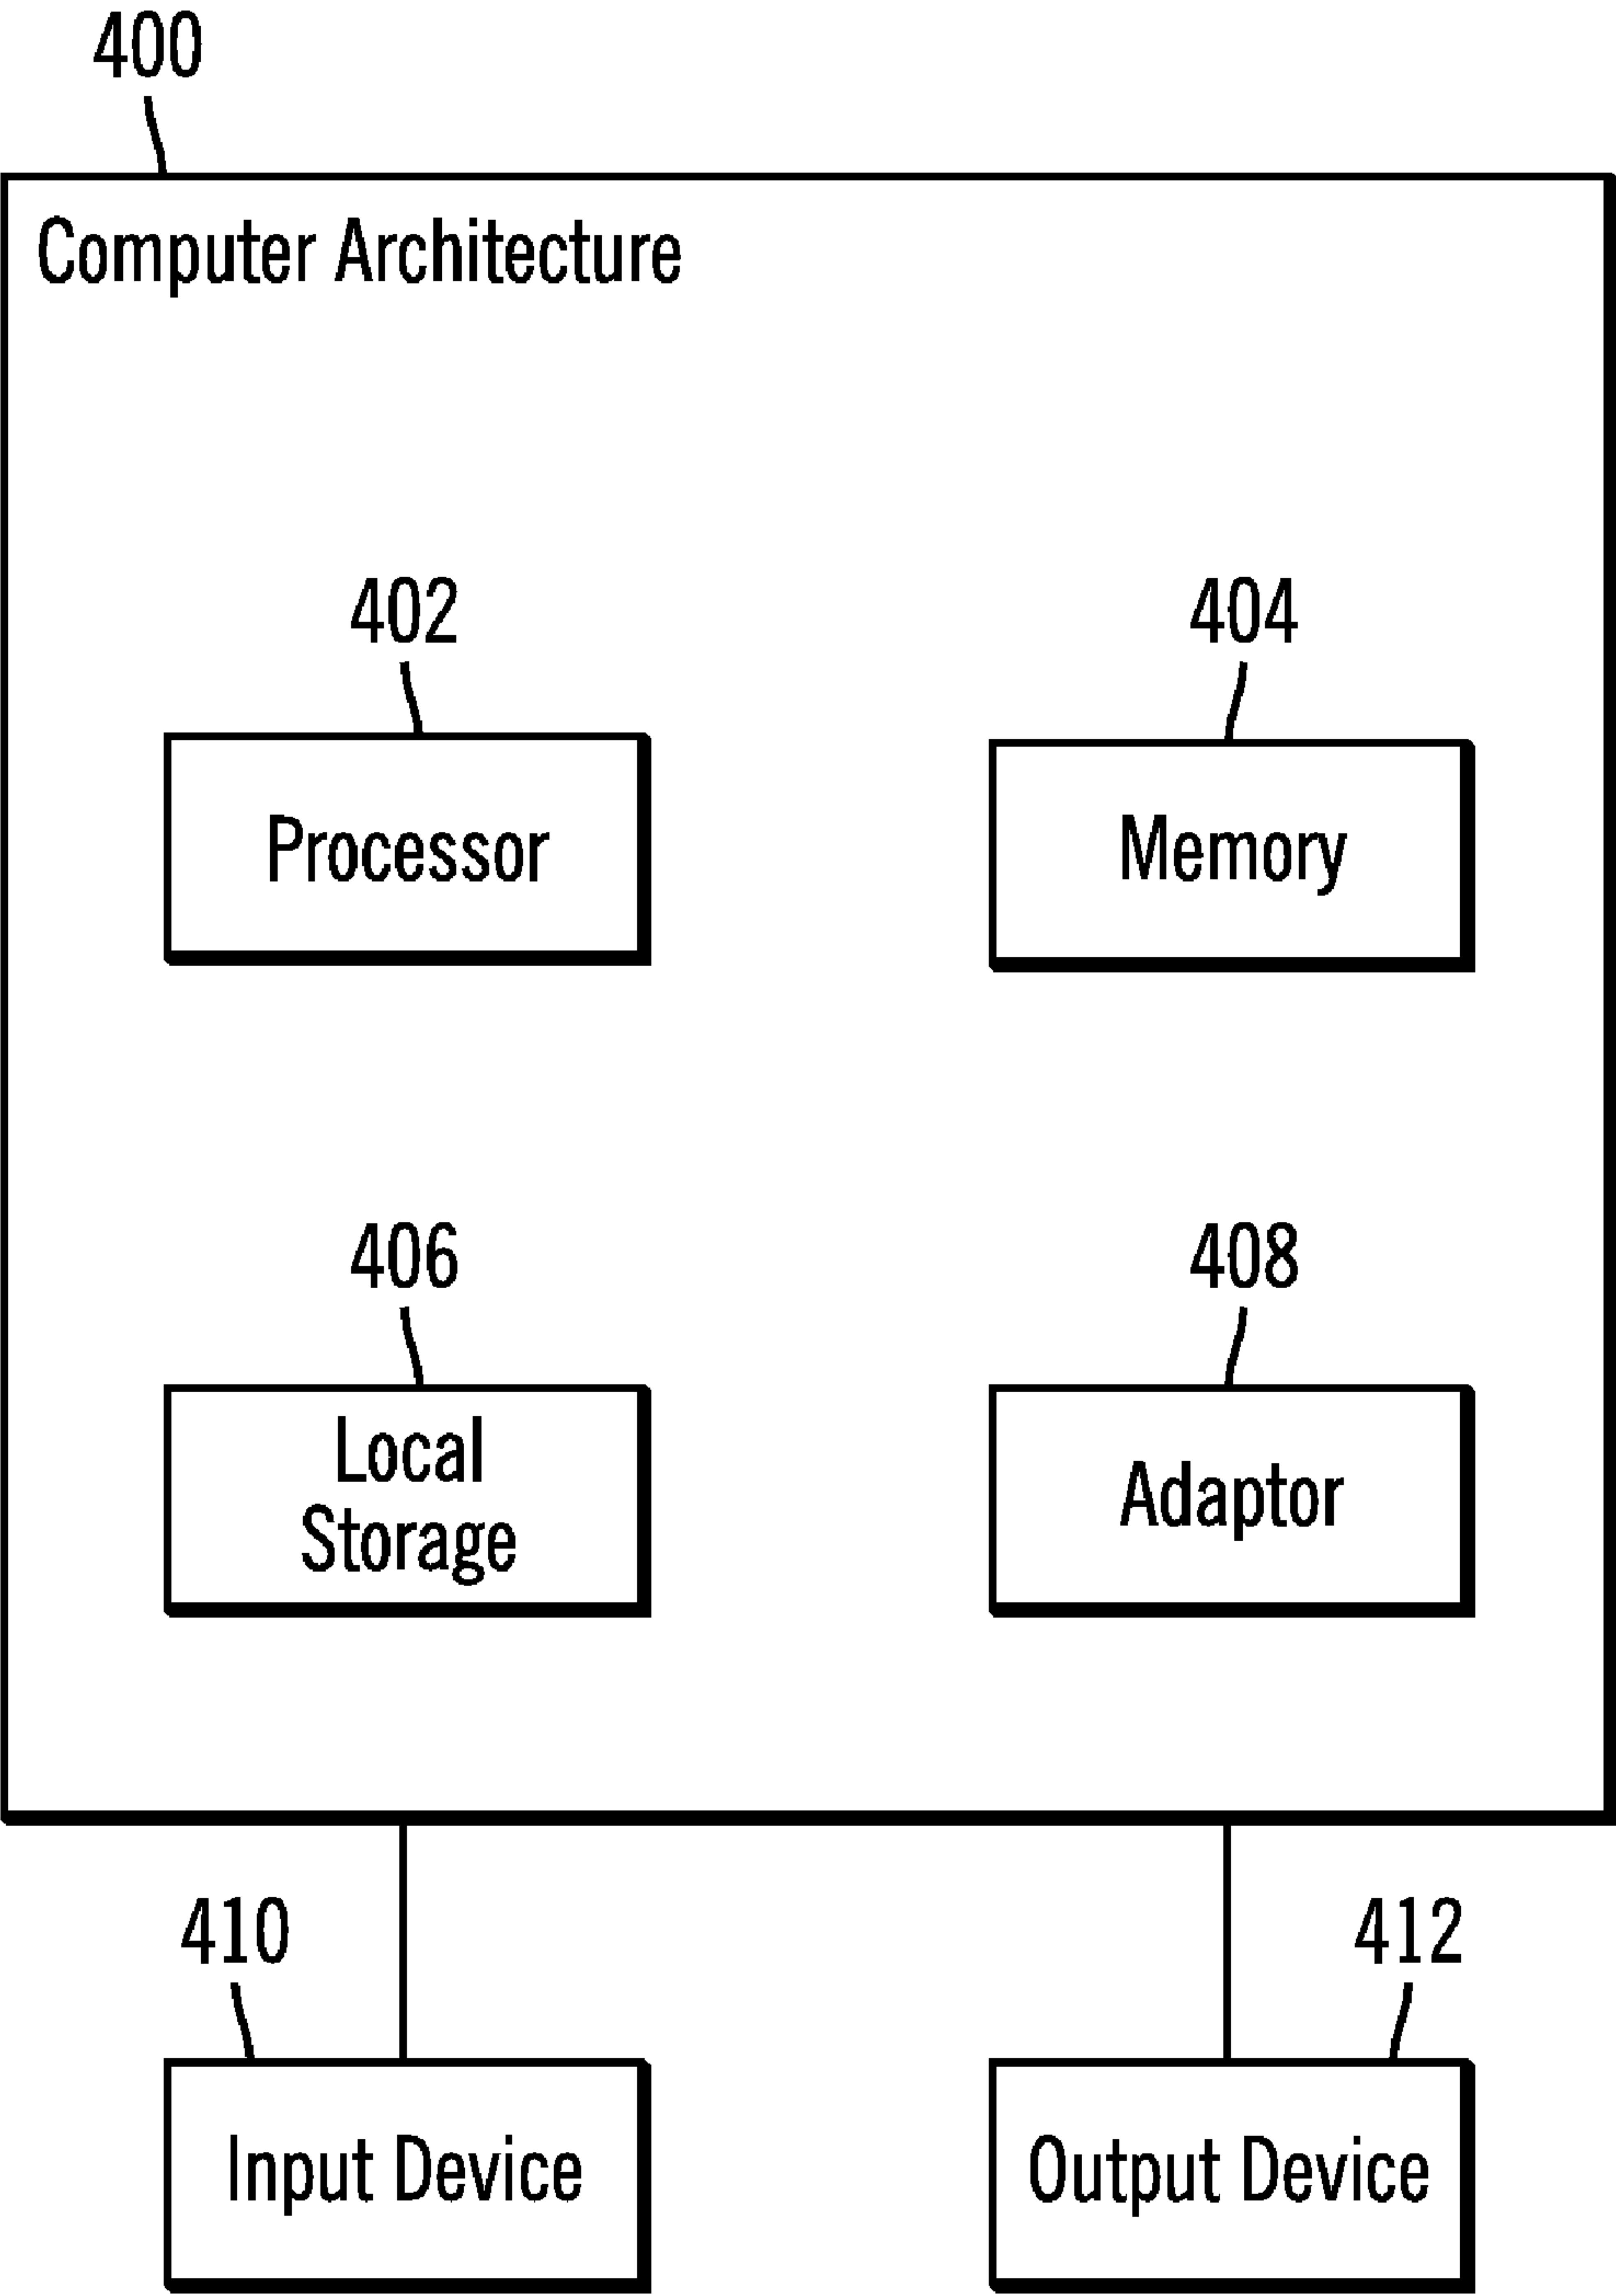 400
Computer Architecture
402
404
Processor
Memory
406
408
Local
Storage
Adaptor
410
412
Input Device
Output Device